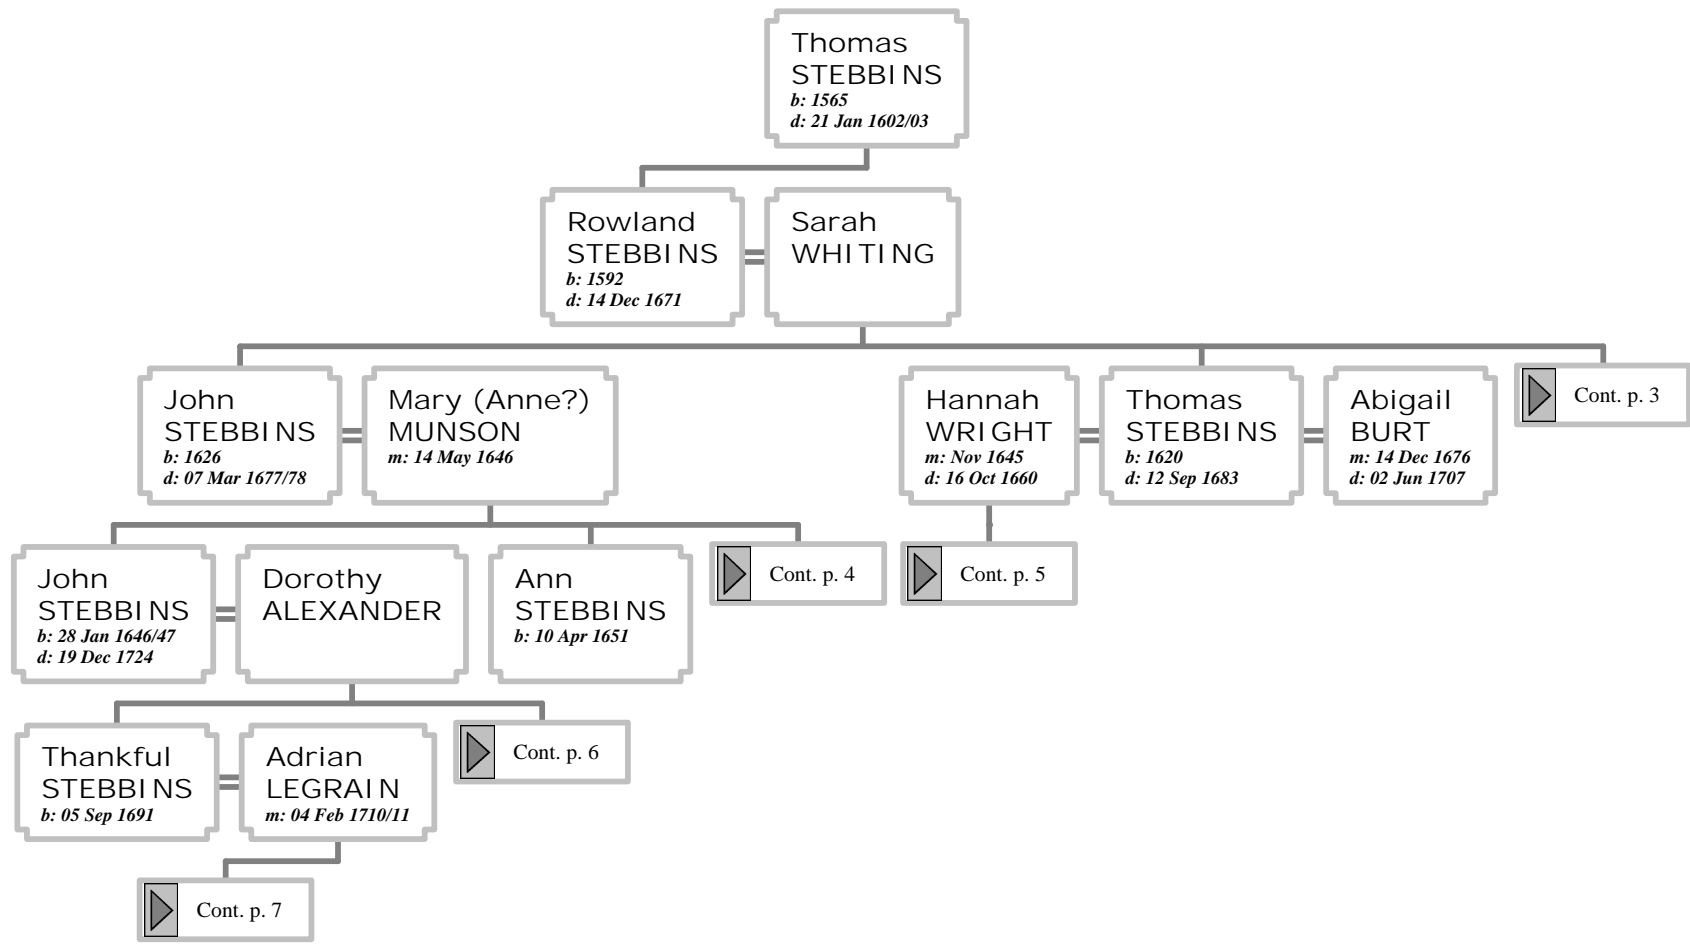 Thomas
STEBBINS
b: 1565
d: 21 Jan 1602/03
Rowland
STEBBINS
b: 1592
d: 14 Dec 1671
Sarah
WHITING
John
STEBBINS
b: 1626
d: 07 Mar 1677/78
Mary (Anne?)
MUNSON
m: 14 May 1646
Hannah
WRIGHT
m: Nov 1645
d: 16 Oct 1660
Thomas
STEBBINS
b: 1620
d: 12 Sep 1683
Abigail
BURT
m: 14 Dec 1676
d: 02 Jun 1707
Cont. p. 3
John
STEBBINS
b: 28 Jan 1646/47
d: 19 Dec 1724
Dorothy
ALEXANDER
Ann
STEBBINS
b: 10 Apr 1651
Cont. p. 4
Cont. p. 5
Thankful
STEBBINS
b: 05 Sep 1691
Adrian
LEGRAIN
m: 04 Feb 1710/11
Cont. p. 6
Cont. p. 7